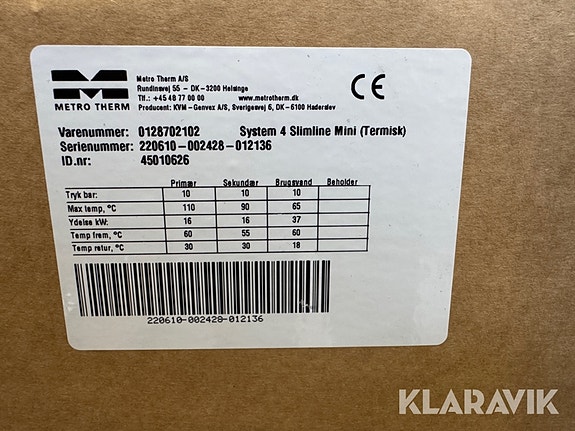 METRO THERM
Metro Therm A/S
Rundinsvej 55 - DK-3200 Helsinge
Tlf.: +45 48 77 00 00 www.metrotherm.dk
Producent: KVM - Genvex A/S, Sverigesvej 6, DK-6100 Haderslev
CE
Varenummer: 0128702102 System 4 Slimline Mini (Termisk)
Serienummer: 220610-002428-012136
ID.nr: 45010626
Primær Sekundær Brugsvand Beholder
Tryk bar: 10 10 10
Max temp, °C 110 90 65
Ydelse kW: 16 16 37
Temp frem, °C 60 55 60
Temp retur, °C 30 30 18
220610-002428-012136
KLARAVIK